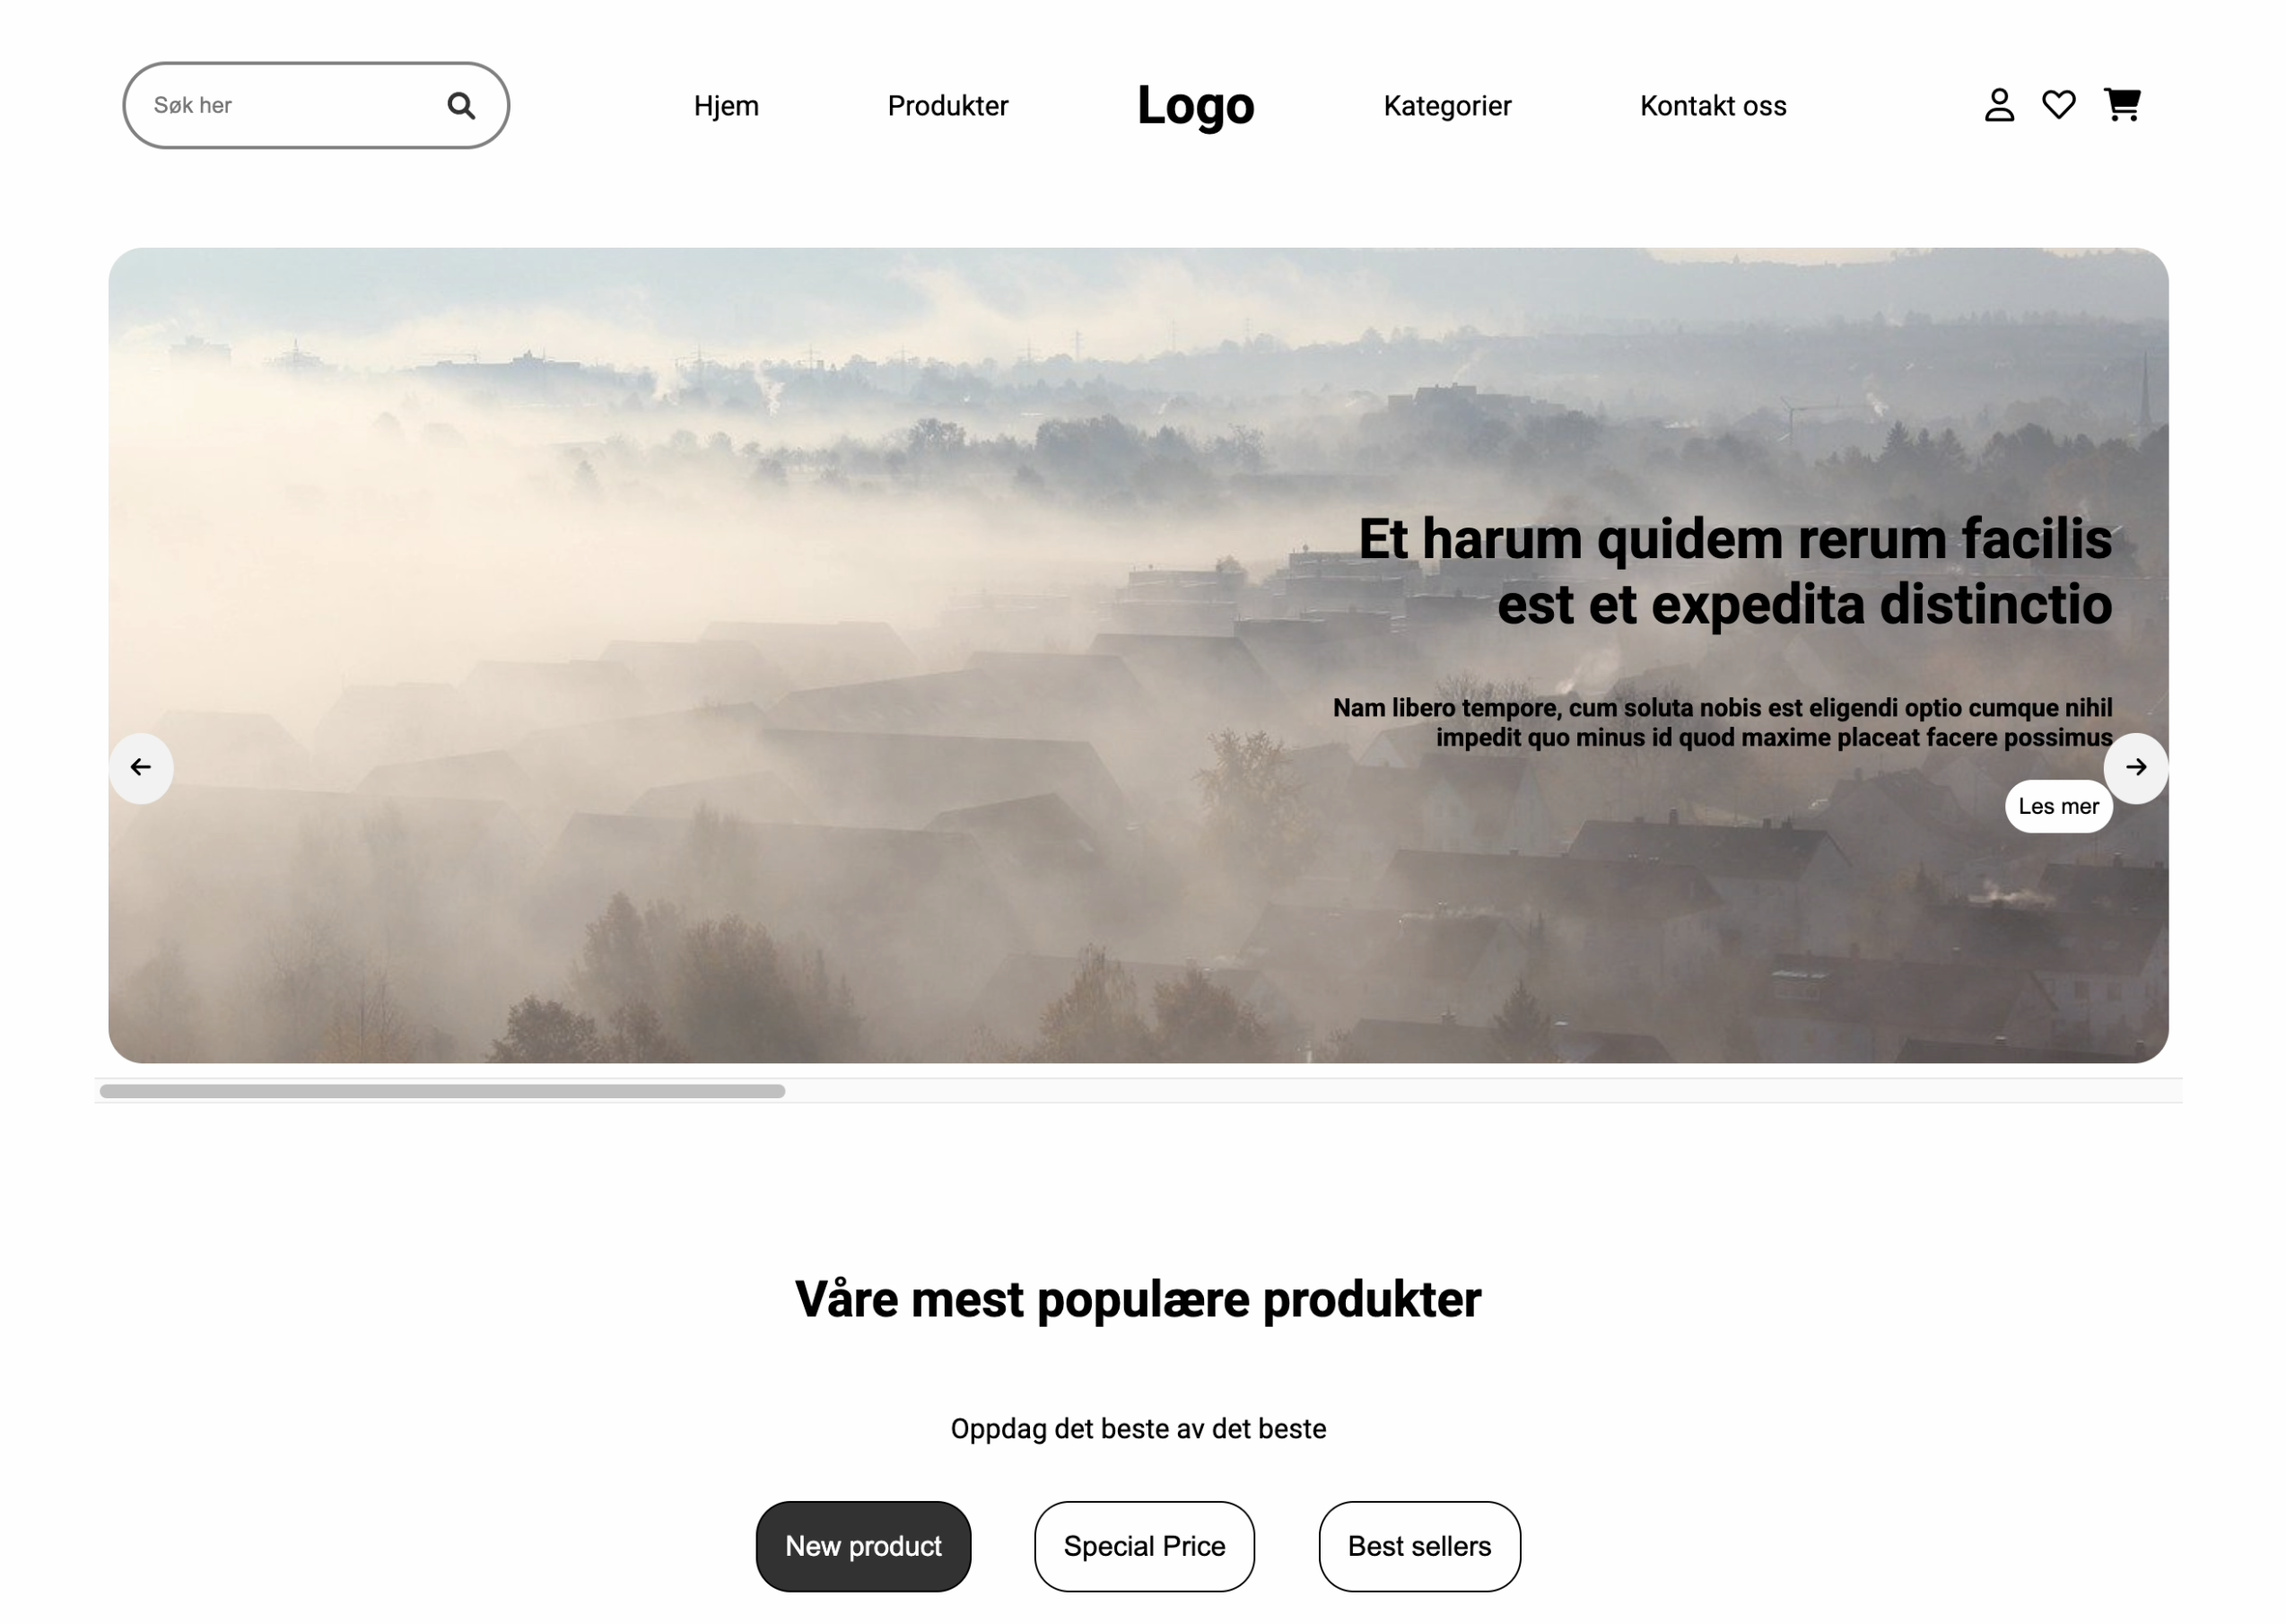 Søk her
Hjem
Produkter
Logo
Kategorier
Kontakt oss
Et harum quidem rerum facilis
est et expedita distinctio
Nam libero tempore, cum soluta nobis est eligendi optio cumque nihil
impedit quo minus id quod maxime placeat facere possimus
Les mer
Våre mest populære produkter
Oppdag det beste av det beste
New product
Special Price
Best sellers